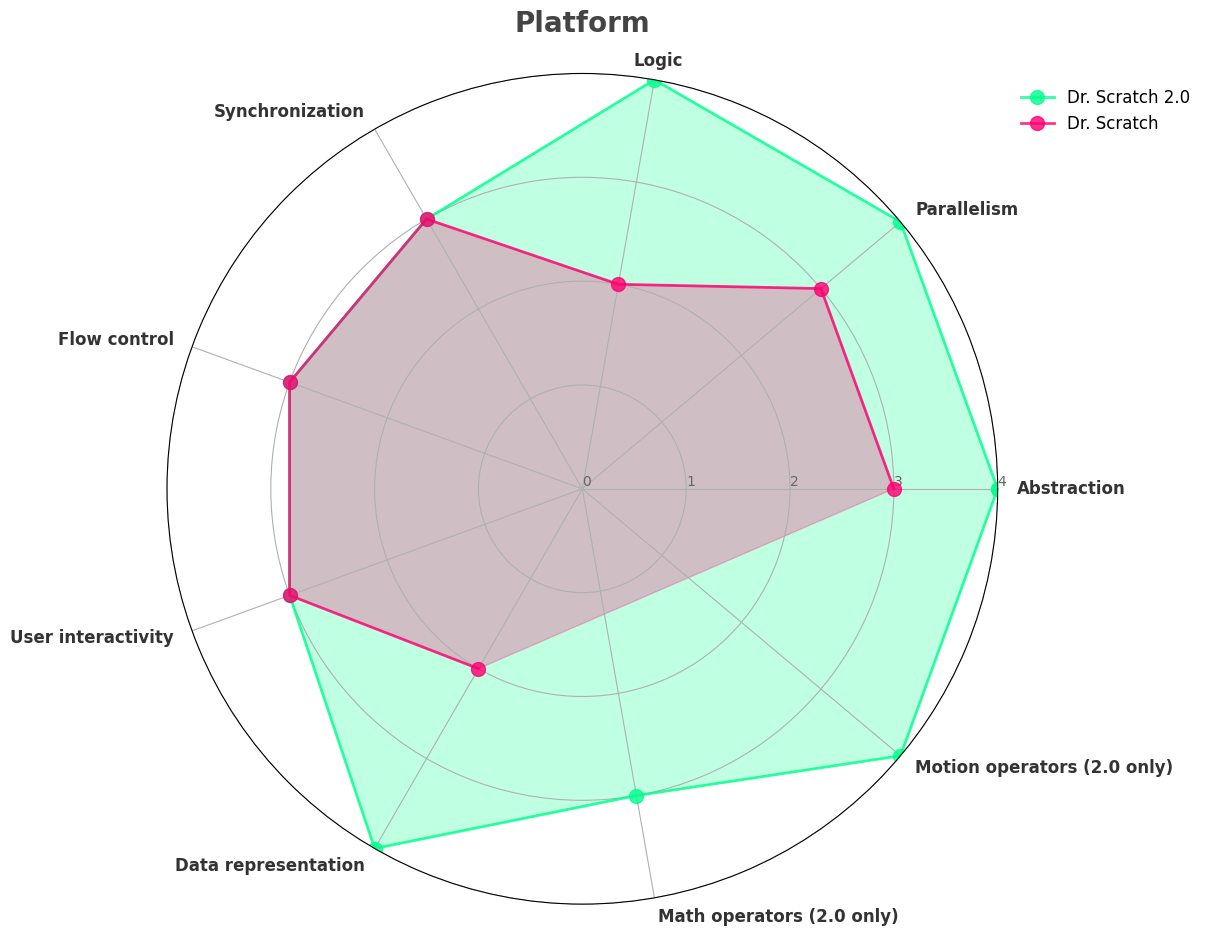 Platform
Logic
Dr. Scratch 2.0
Dr. Scratch
Synchronization
Parallelism
Flow control
0
1
2
3
4
Abstraction
User interactivity
Motion operators (2.0 only)
Data representation
Math operators (2.0 only)